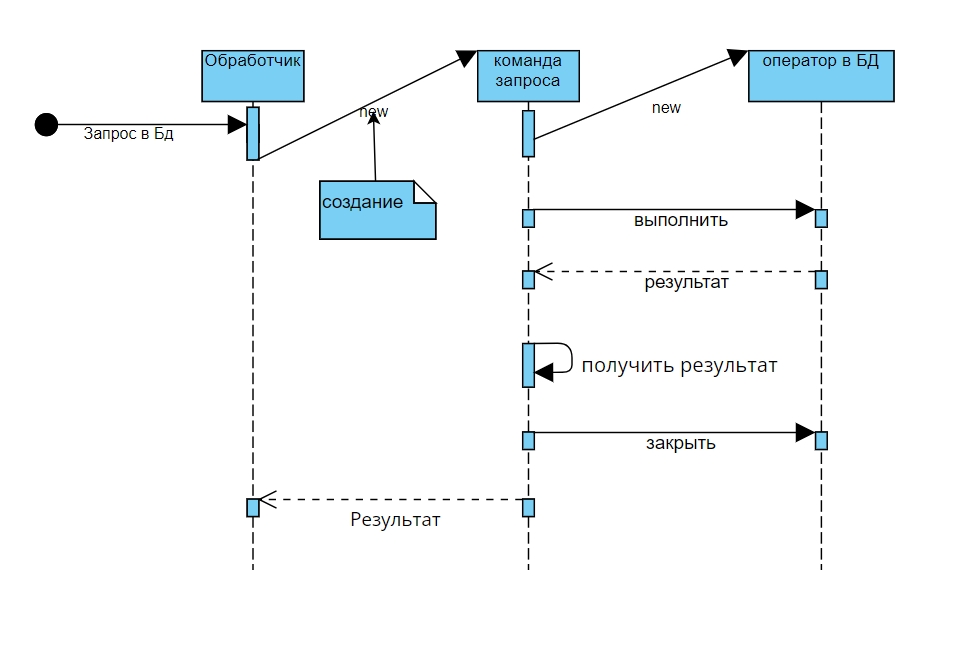 Обработчик
команда
запроса
оператор в БД
Запрос в Бд
new
new
создание
выполнить
результат
получить результат
закрыть
Результат